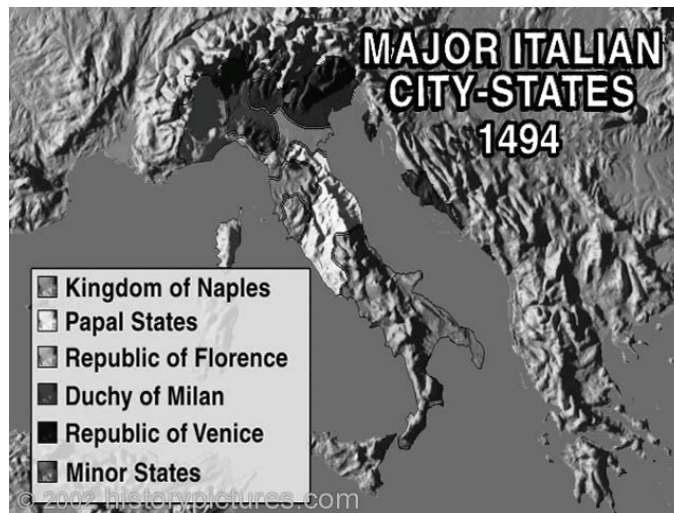 MAJOR ITALIAN
CITY-STATES
1494
Kingdom of Naples
Papal States
Republic of Florence
Duchy of Milan
Republic of Venice
Minor States
© 2002 historypictures.com